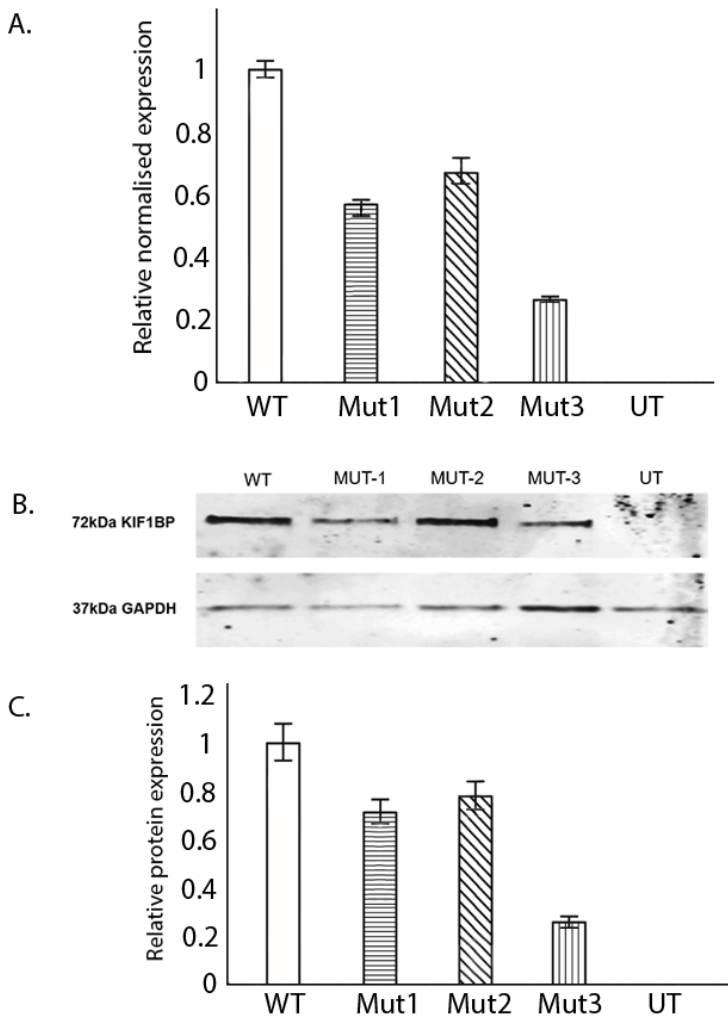 A.
Relative normalised expression
1
0.8
0.6
0.4
0.2
0
WT Mut1 Mut2 Mut3 UT
B.
WT MUT-1 MUT-2 MUT-3 UT
72kDa KIF1BP
37kDa GAPDH
C.
Relative protein expression
1.2
1
0.8
0.6
0.4
0.2
0
WT Mut1 Mut2 Mut3 UT